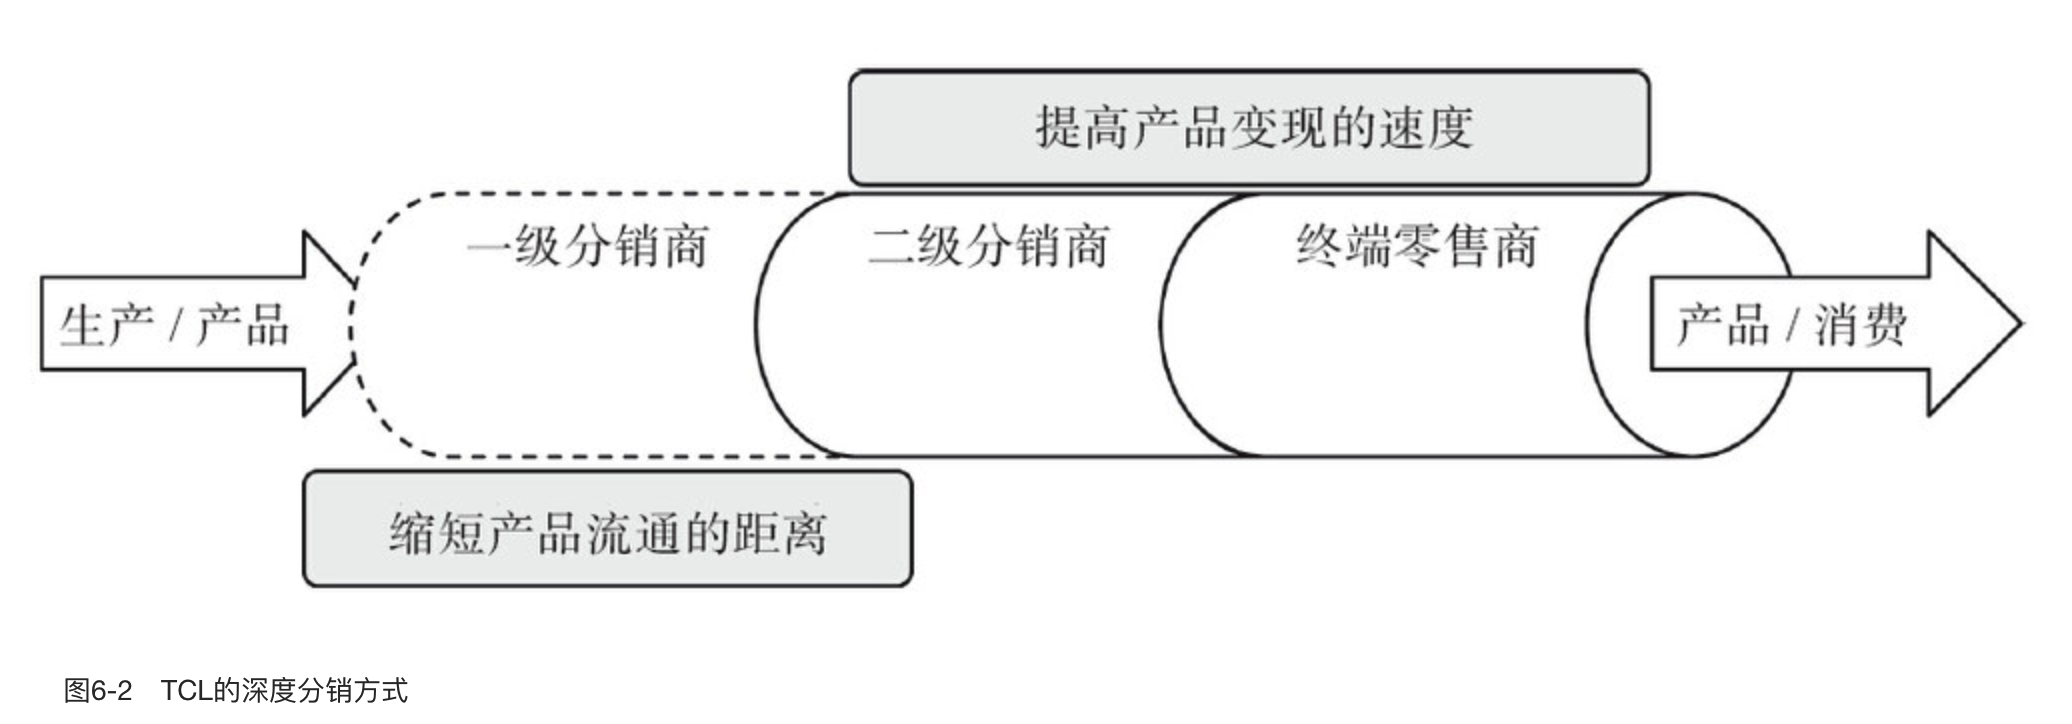 提高产品变现的速度
一级分销商
二级分销商
终端零售商
生产 / 产品
产品 / 消费
缩短产品流通的距离
图6-2 TCL的深度分销方式